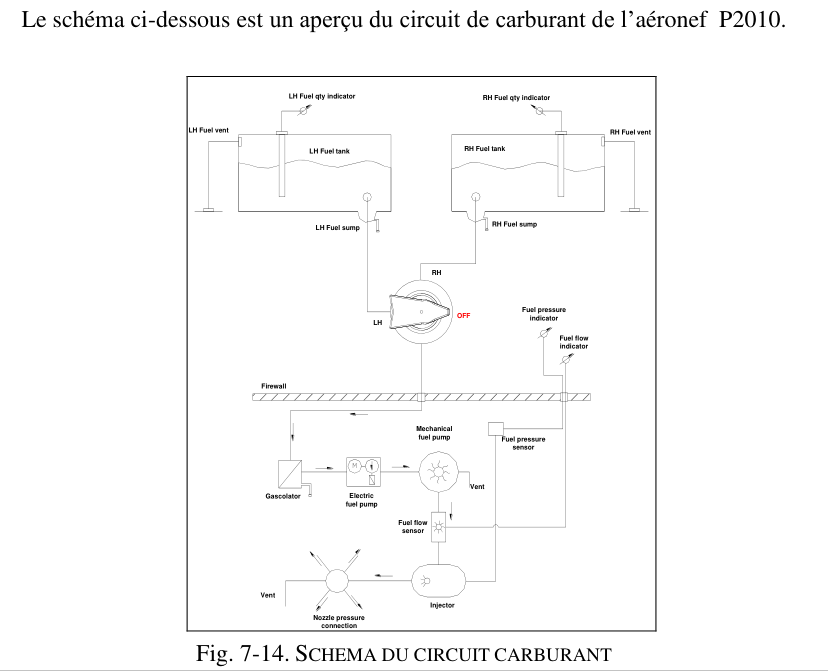 Le schéma ci-dessous est un aperçu du circuit de carburant de l'aéronef P2010.
LH Fuel qty indicator
RH Fuel qty indicator
LH Fuel vent
RH Fuel vent
LH Fuel tank
RH Fuel tank
LH Fuel sump
RH Fuel sump
RH
LH
OFF
Fuel pressure
indicator
Fuel flow
indicator
Firewall
Mechanical
fuel pump
Fuel pressure
sensor
M
Gascolator
Electric
fuel pump
Vent
Fuel flow
sensor
Vent
Injector
Nozzle pressure
connection
Fig. 7-14. SCHEMA DU CIRCUIT CARBURANT